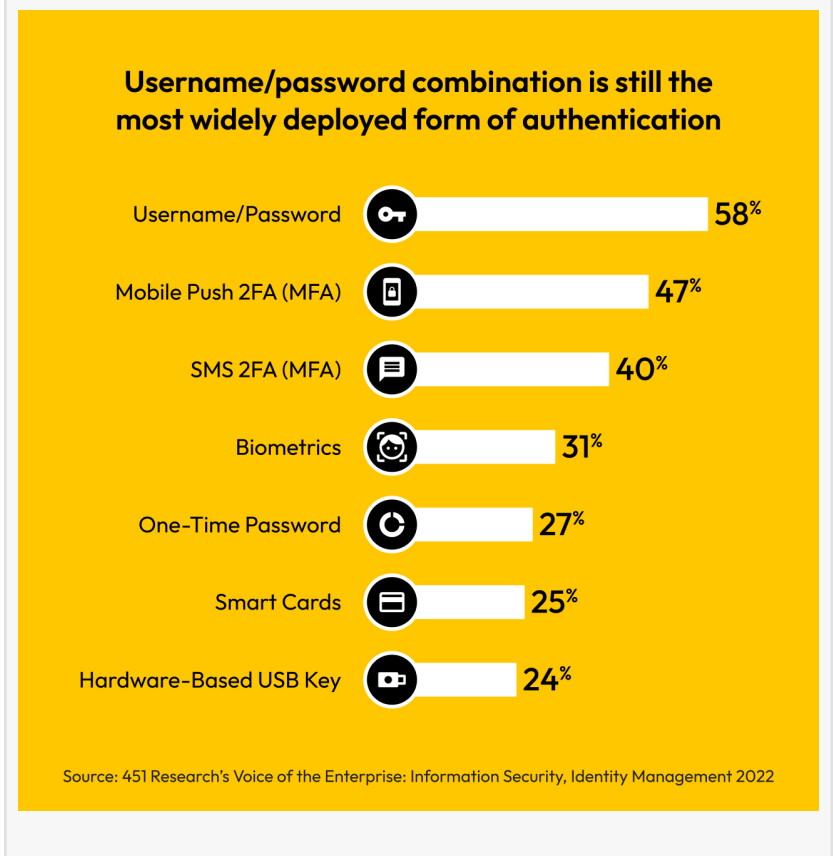 Username/password combination is still the
most widely deployed form of authentication
Username/Password 58%
Mobile Push 2FA (MFA) 47%
SMS 2FA (MFA) 40%
Biometrics 31%
One-Time Password 27%
Smart Cards 25%
Hardware-Based USB Key 24%
Source: 451 Research's Voice of the Enterprise: Information Security, Identity Management 2022